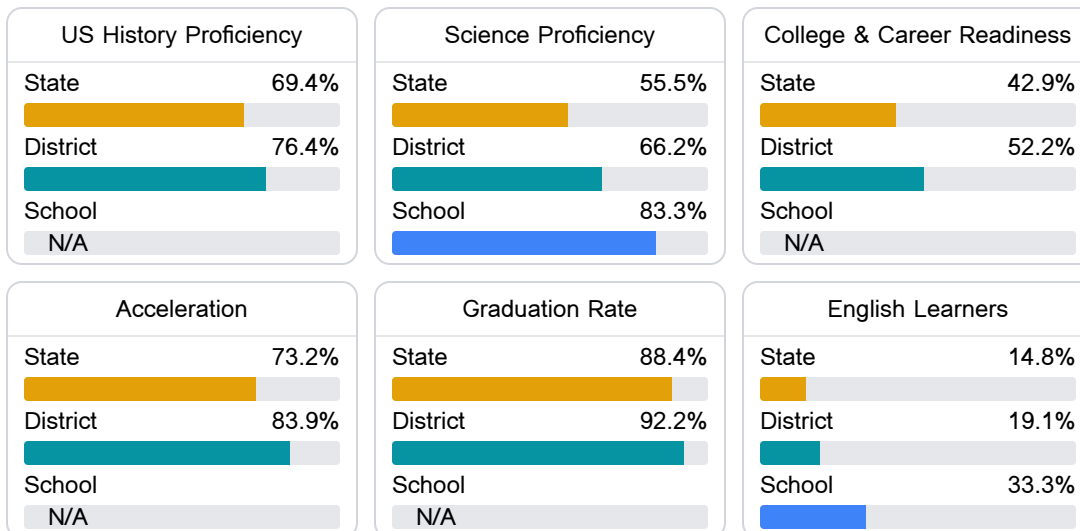 US History Proficiency
State 69.4%
District 76.4%
School
N/A
Science Proficiency
State 55.5%
District 66.2%
School 83.3%
College & Career Readiness
State 42.9%
District 52.2%
School
N/A
Acceleration
State 73.2%
District 83.9%
School
N/A
Graduation Rate
State 88.4%
District 92.2%
School
N/A
English Learners
State 14.8%
District 19.1%
School 33.3%